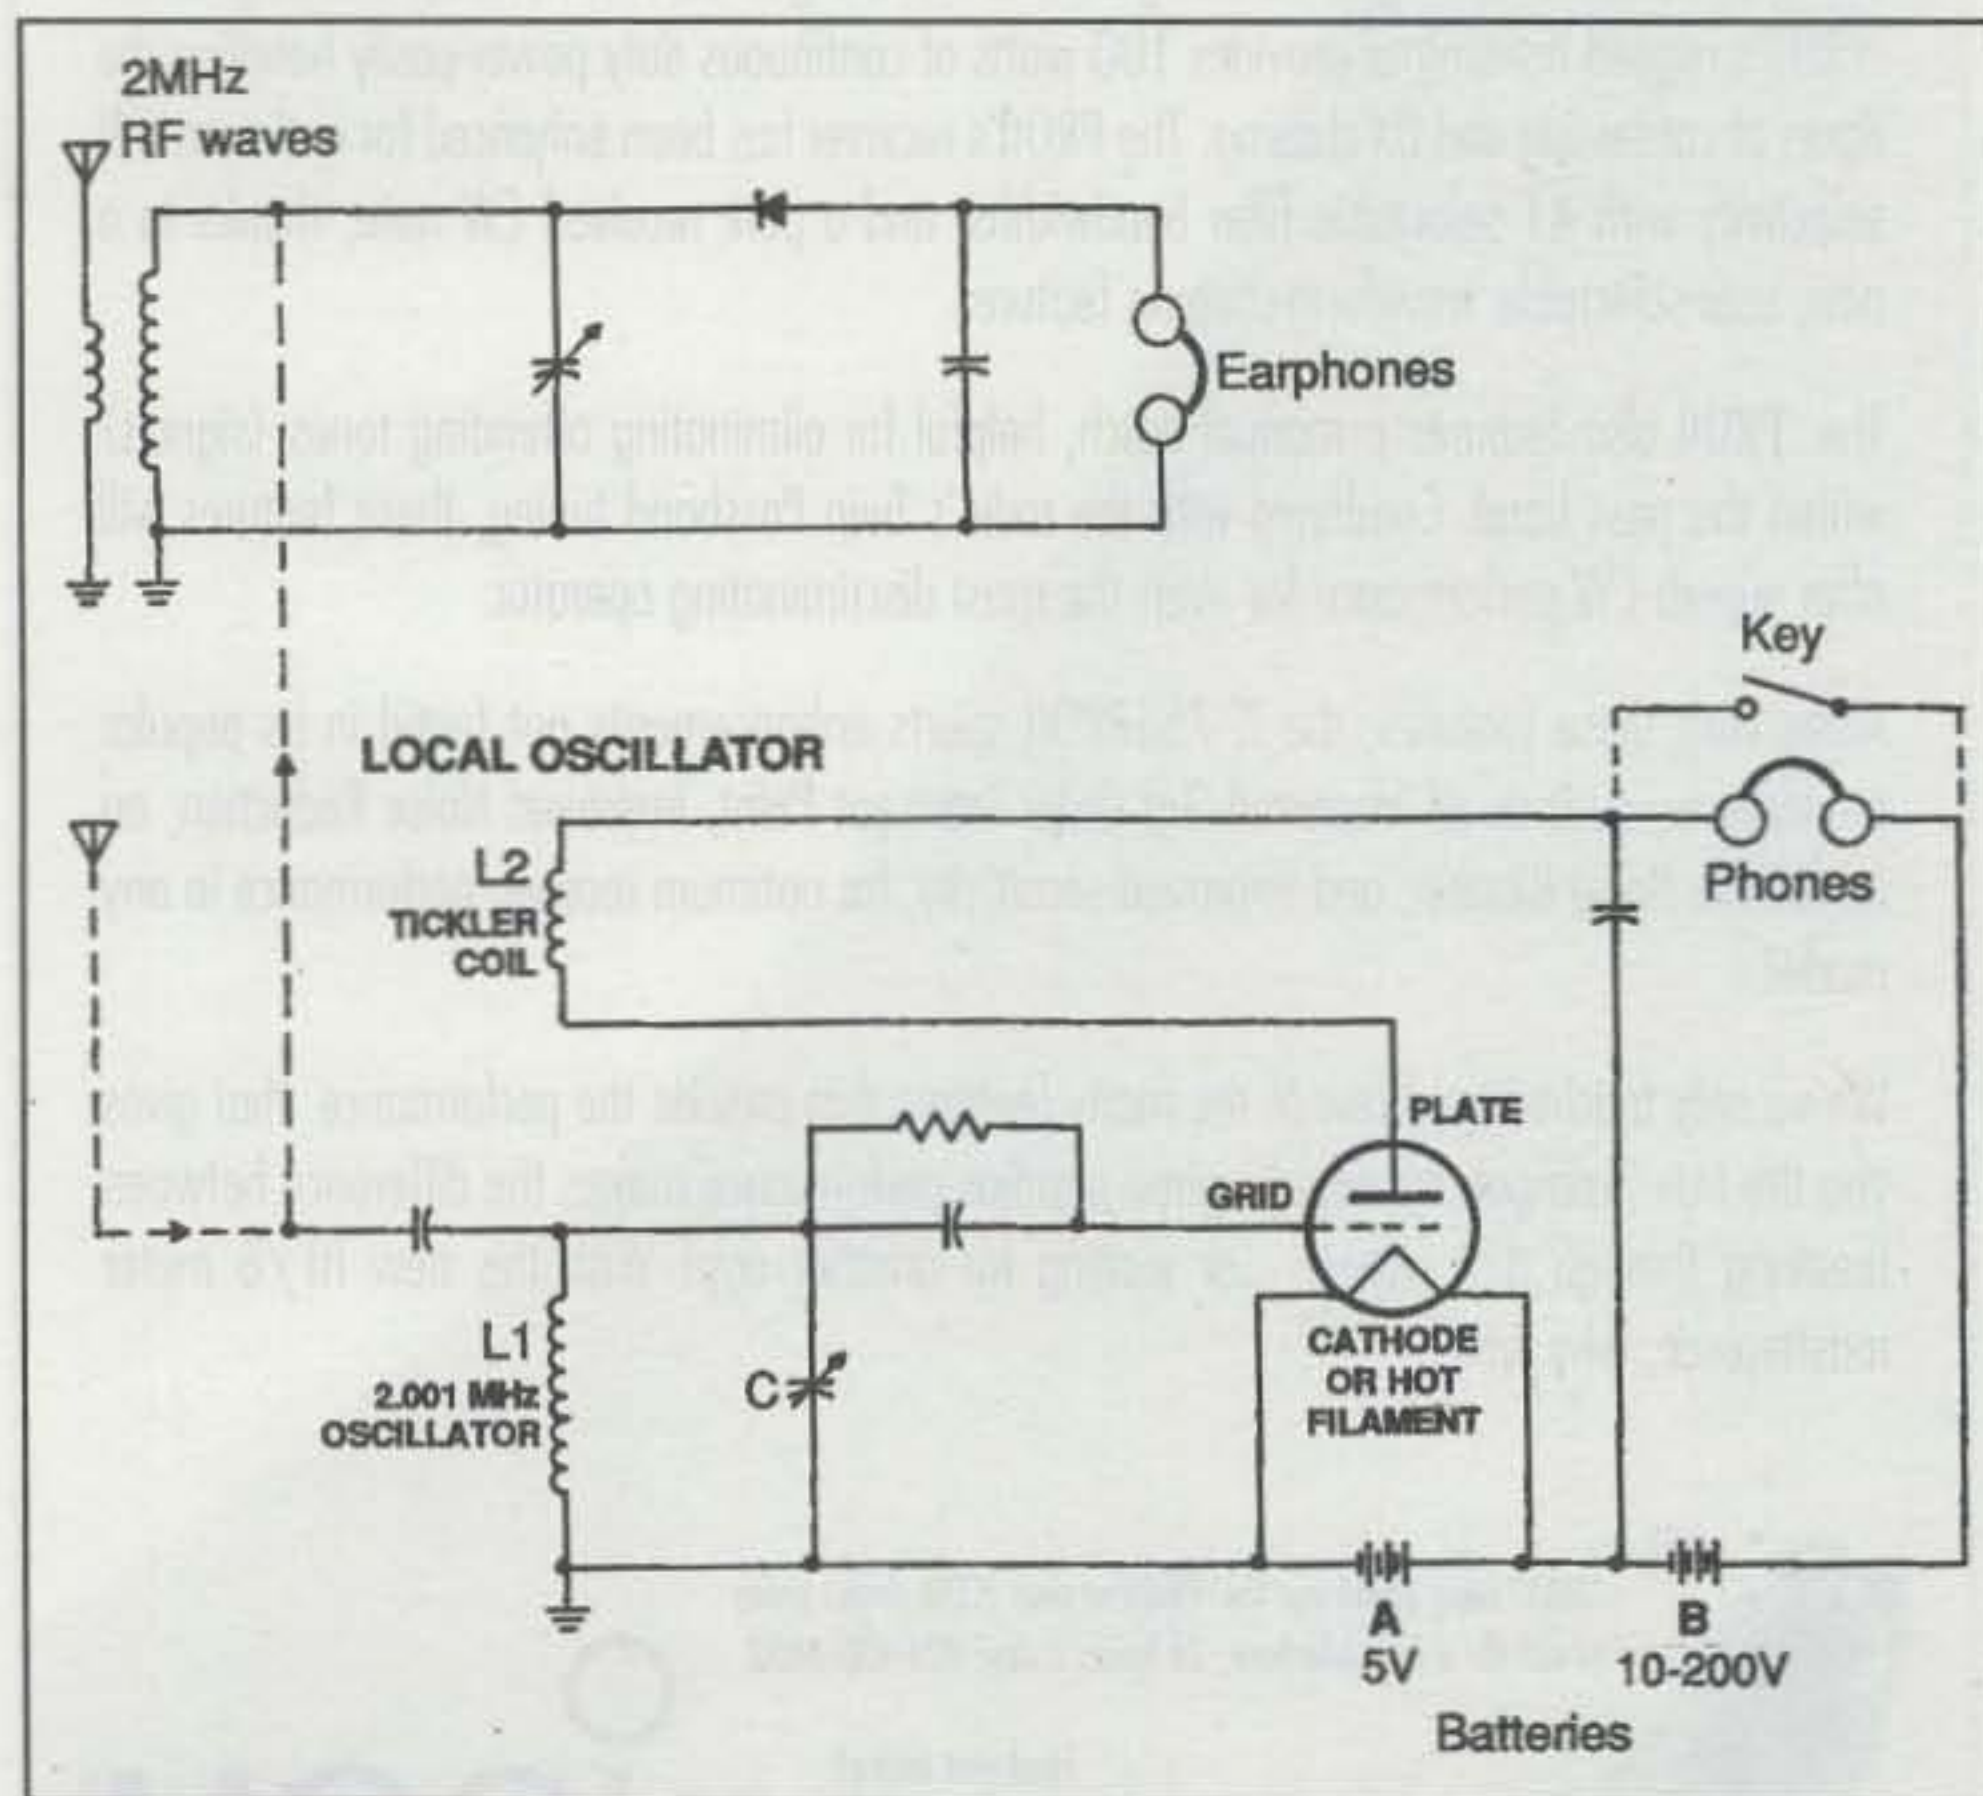 2MHz
RF waves
Earphones
Key
LOCAL OSCILLATOR
L2
TICKLER
COIL
Phones
PLATE
GRID
L1
2.001 MHz
OSCILLATOR
C
CATHODE
OR HOT
FILAMENT
A
5V
B
10-200V
Batteries